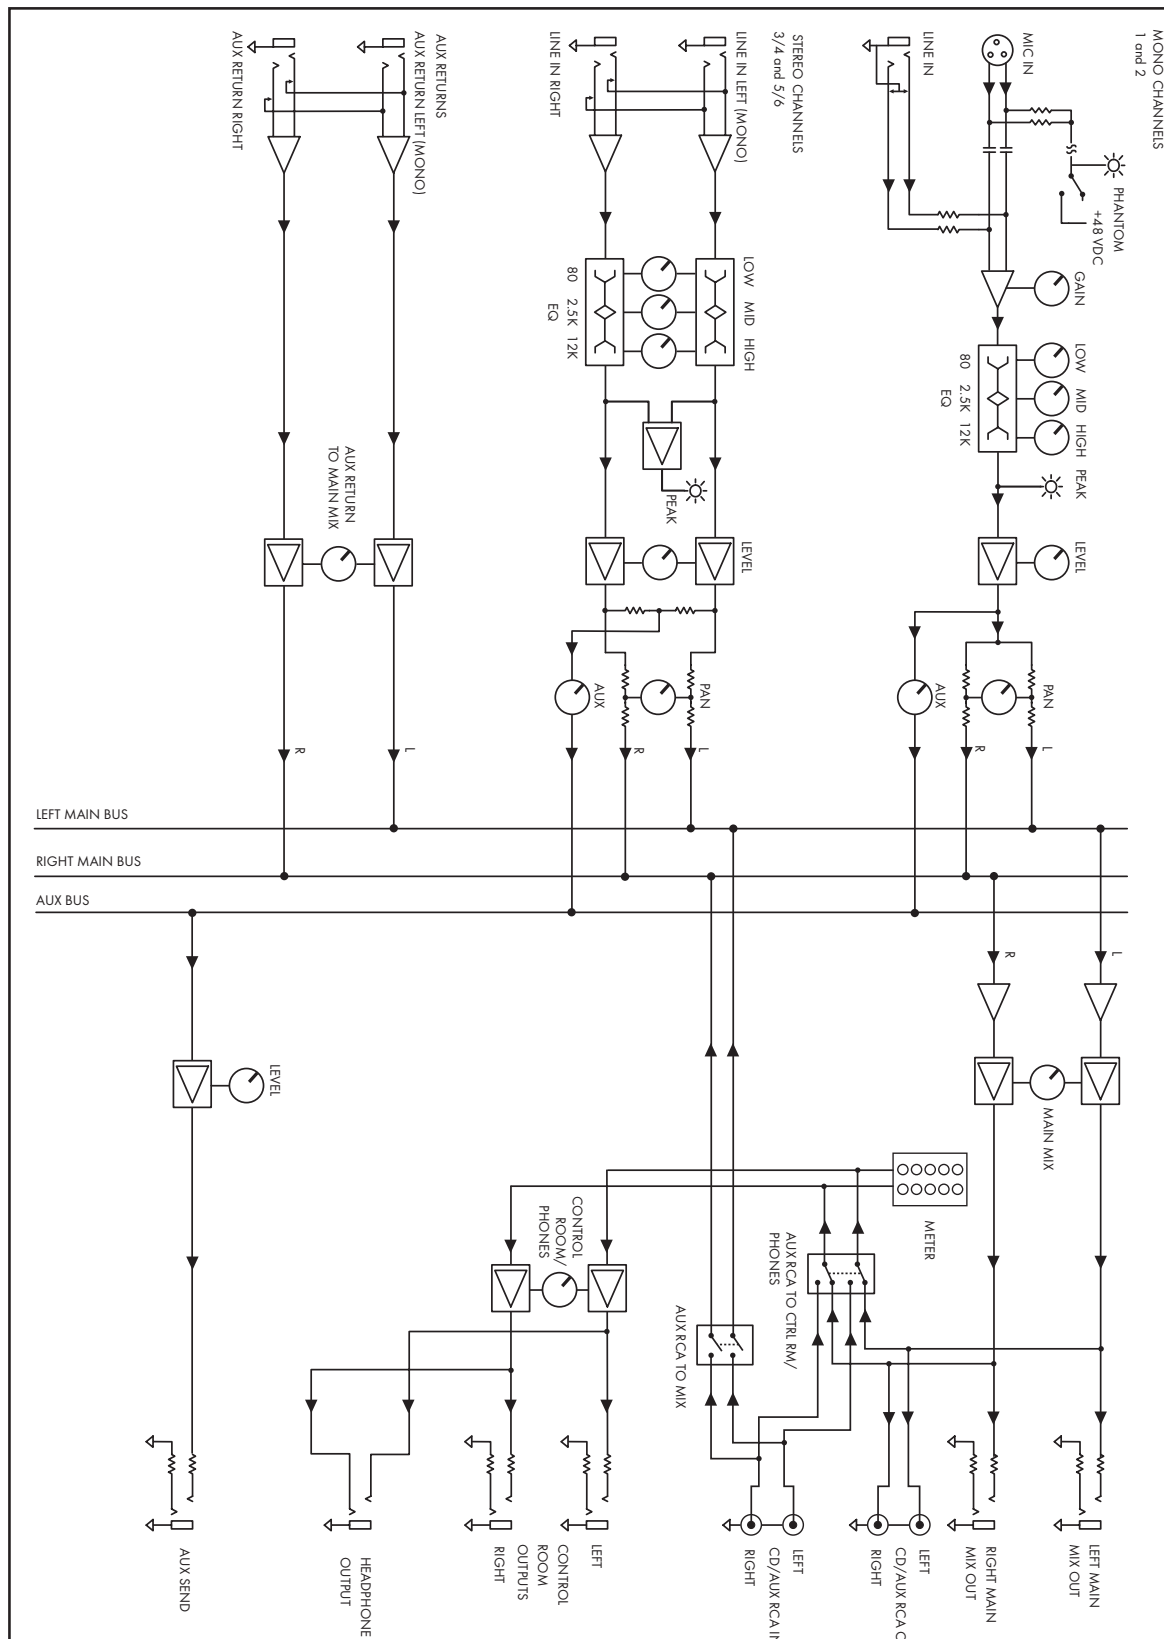 MONO CHANNELS
1 and 2
MIC IN
LINE IN
PHANTOM
+48 VDC
GAIN
LOW MID HIGH
80 2.5K 12K
EQ
PEAK
LEVEL
PAN
AUX
L
R
STEREO CHANNELS
3/4 and 5/6
LINE IN LEFT (MONO)
LINE IN RIGHT
LOW MID HIGH
80 2.5K 12K
EQ
PEAK
LEVEL
PAN
AUX
L
R
AUX RETURNS
AUX RETURN LEFT (MONO)
AUX RETURN RIGHT
AUX RETURN
TO MAIN MIX
L
R
LEFT MAIN BUS
RIGHT MAIN BUS
AUX BUS
L
R
MAIN MIX
METER
AUX RCA TO CTRL RM/
PHONES
AUX RCA TO MIX
CONTROL
ROOM/
PHONES
LEVEL
LEFT MAIN
MIX OUT
RIGHT MAIN
MIX OUT
LEFT
CD/AUX RCA
RIGHT
LEFT
CD/AUX RCA
RIGHT
LEFT
CONTROL
ROOM
OUTPUTS
RIGHT
HEADPHONE
OUTPUT
AUX SEND